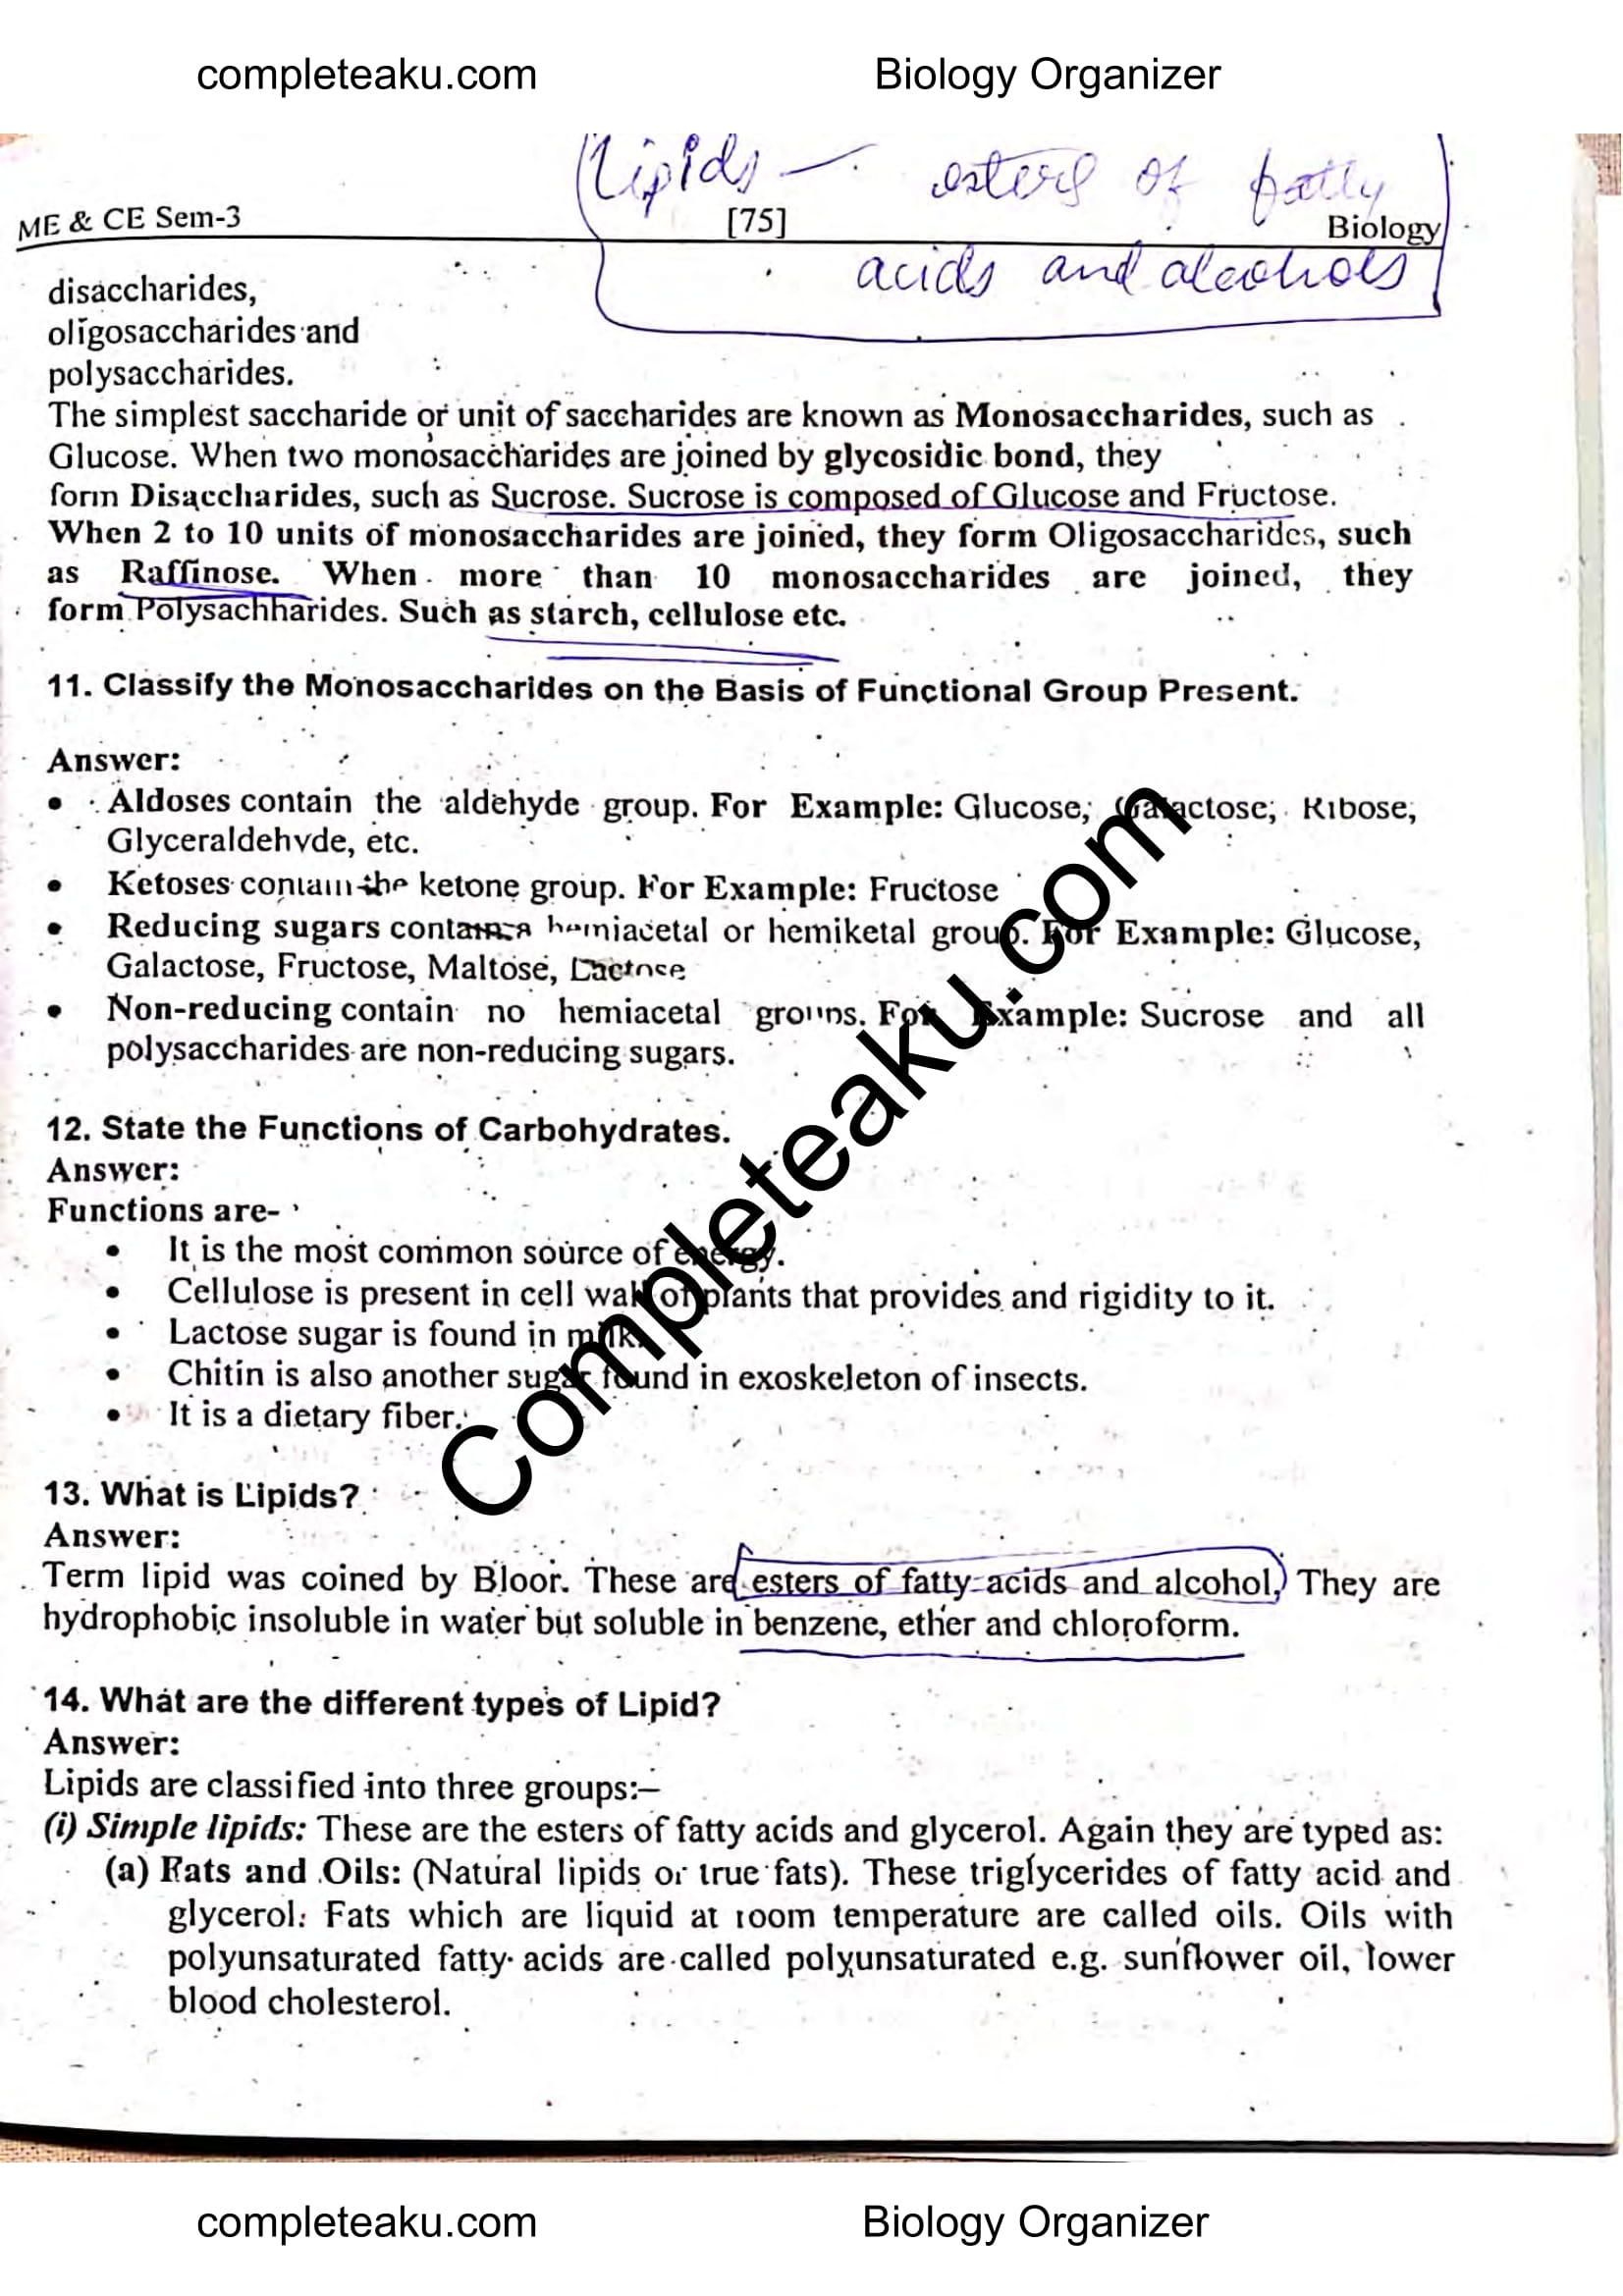 completeaku.com Biology Organizer
Lipids — esters of fatty
ME & CE Sem-3 [75] Biology
acids and alcohols
disaccharides,
oligosaccharides and
polysaccharides.
The simplest saccharide or unit of saccharides are known as Monosaccharides, such as
Glucose. When two monosaccharides are joined by glycosidic bond, they
form Disaccharides, such as Sucrose. Sucrose is composed of Glucose and Fructose.
When 2 to 10 units of monosaccharides are joined, they form Oligosaccharides, such
as Raffinose. When more than 10 monosaccharides are joined, they
form Polysachharides. Such as starch, cellulose etc.
11. Classify the Monosaccharides on the Basis of Functional Group Present.
Answer:
• Aldoses contain the aldehyde group. For Example: Glucose, Galactose, Ribose,
Glyceraldehyde, etc.
• Ketoses contain the ketone group. For Example: Fructose
• Reducing sugars contain a hemiacetal or hemiketal group. For Example: Glucose,
Galactose, Fructose, Maltose, Lactose
• Non-reducing contain no hemiacetal groups. For Example: Sucrose and all
polysaccharides are non-reducing sugars.
12. State the Functions of Carbohydrates.
Answer:
Functions are-
• It is the most common source of energy.
• Cellulose is present in cell wall of plants that provides and rigidity to it.
• Lactose sugar is found in milk.
• Chitin is also another sugar found in exoskeleton of insects.
• It is a dietary fiber.
Completeaku.com
13. What is Lipids?
Answer:
Term lipid was coined by Bloor. These are esters of fatty acids and alcohol, They are
hydrophobic insoluble in water but soluble in benzene, ether and chloroform.
14. What are the different types of Lipid?
Answer:
Lipids are classified into three groups:–
(i) Simple lipids: These are the esters of fatty acids and glycerol. Again they are typed as:
(a) Fats and Oils: (Natural lipids or true fats). These triglycerides of fatty acid and
glycerol. Fats which are liquid at room temperature are called oils. Oils with
polyunsaturated fatty acids are called polyunsaturated e.g. sunflower oil, lower
blood cholesterol.
completeaku.com Biology Organizer